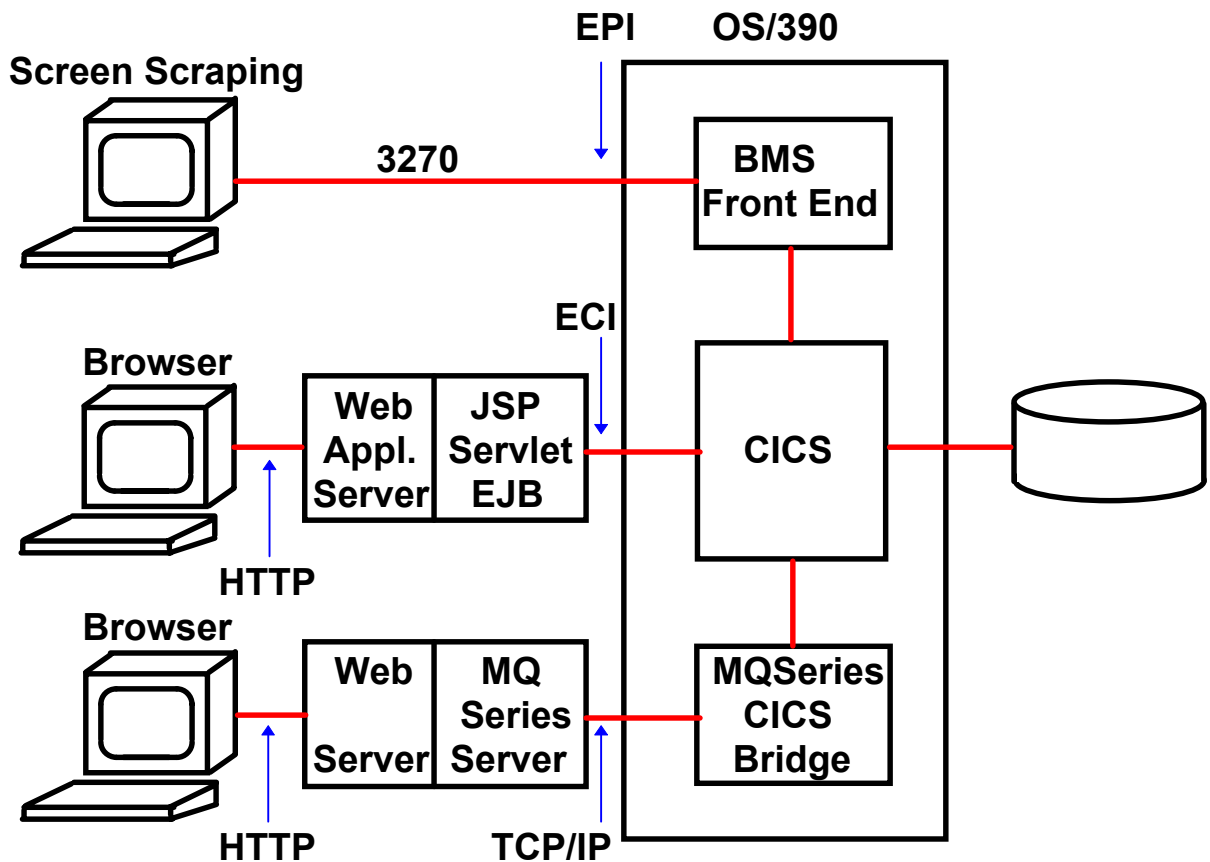 EPI
OS/390
Screen Scraping
3270
BMS
Front End
ECI
Browser
Web
Appl.
Server
JSP
Servlet
EJB
CICS
HTTP
Browser
Web
Server
MQ
Series
Server
MQSeries
CICS
Bridge
HTTP
TCP/IP